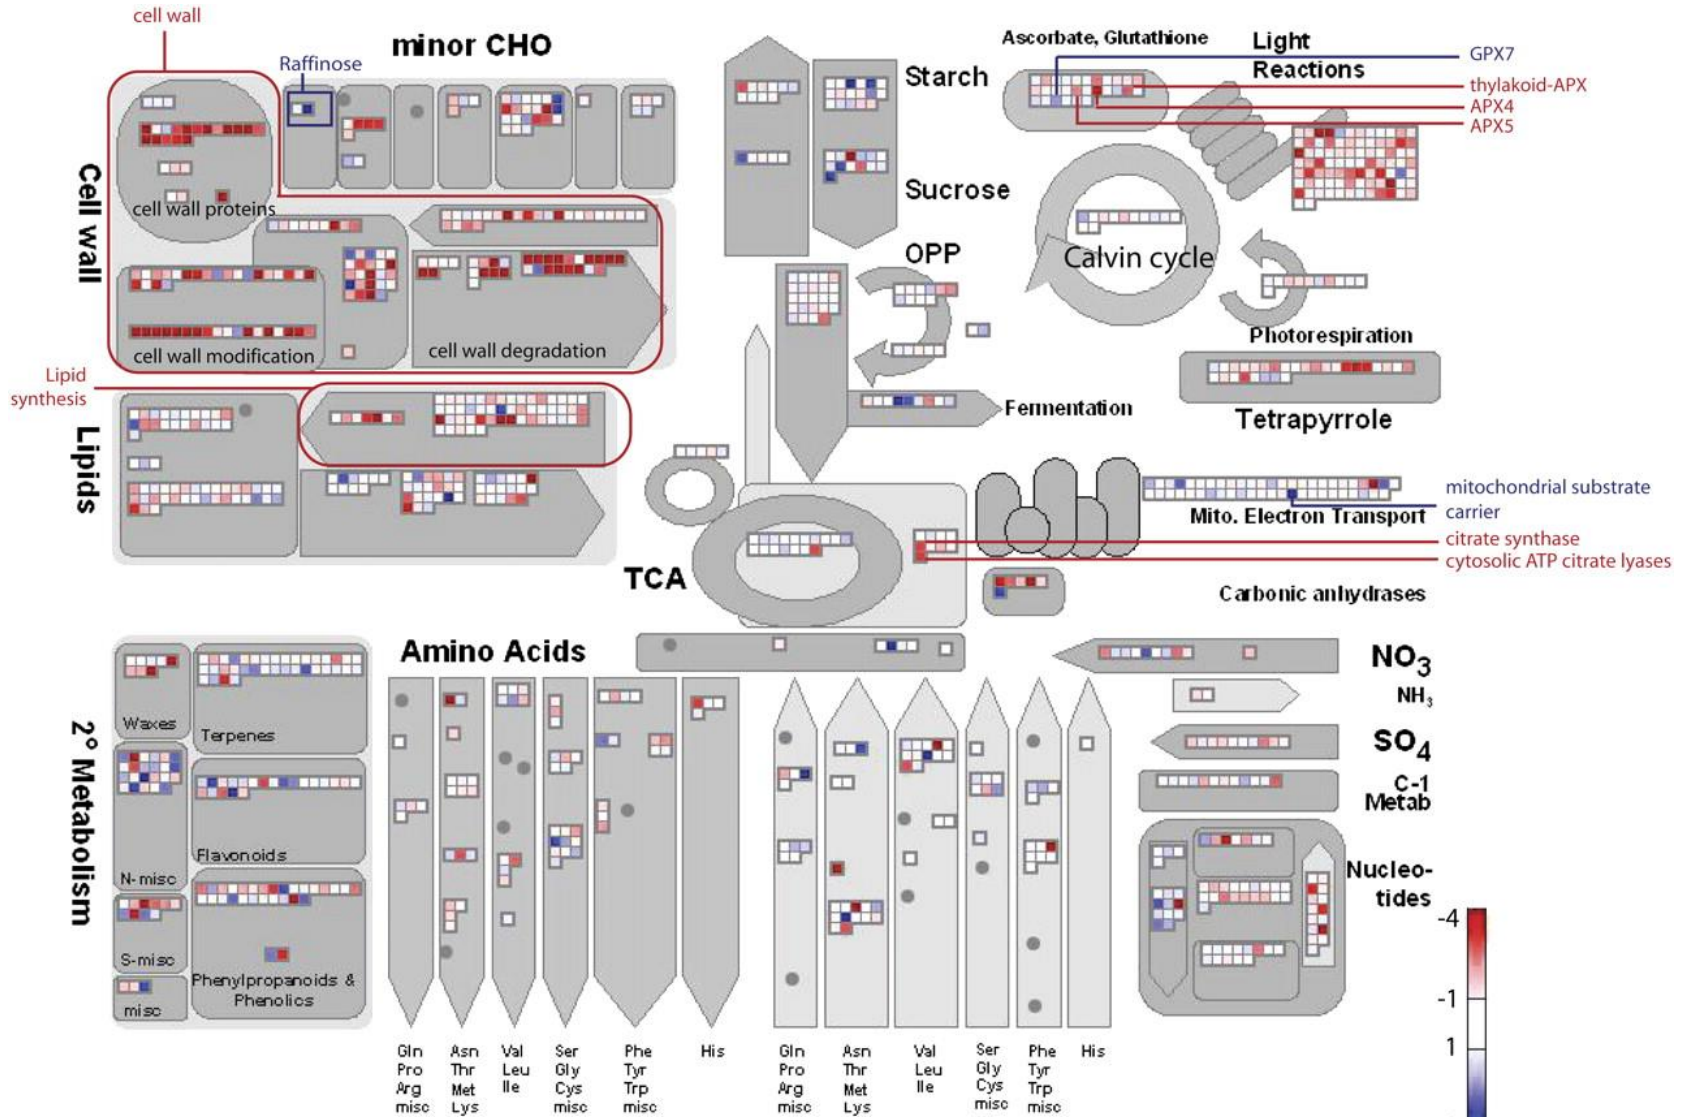 cell wall
minor CHO
Raffinose
Ascorbate, Glutathione
Light
Reactions
GPX7
thylakoid-APX
APX4
APX5
Starch
Sucrose
OPP
Cell wall
cell wall proteins
cell wall modification
cell wall degradation
Calvin cycle
Photorespiration
Tetrapyrrole
Fermentation
Lipid
synthesis
Lipids
mitochondrial substrate
carrier
Mito. Electron Transport
citrate synthase
cytosolic ATP citrate lyases
TCA
Carbonic anhydrases
Amino Acids
2° Metabolism
Waxes
Terpenes
Flavonoids
N-misc
S-misc
Phenylpropanoids &
Phenolics
misc
NO3
NH3
SO4
C-1
Metab
Nucleo-
tides
-4
-1
1
Gln
Pro
Arg
misc
Asn
Thr
Met
Lys
Val
Leu
Ile
Ser
Gly
Cys
misc
Phe
Tyr
Trp
misc
His
Gln
Pro
Arg
misc
Asn
Thr
Met
Lys
Val
Leu
Ile
Ser
Gly
Cys
misc
Phe
Tyr
Trp
misc
His